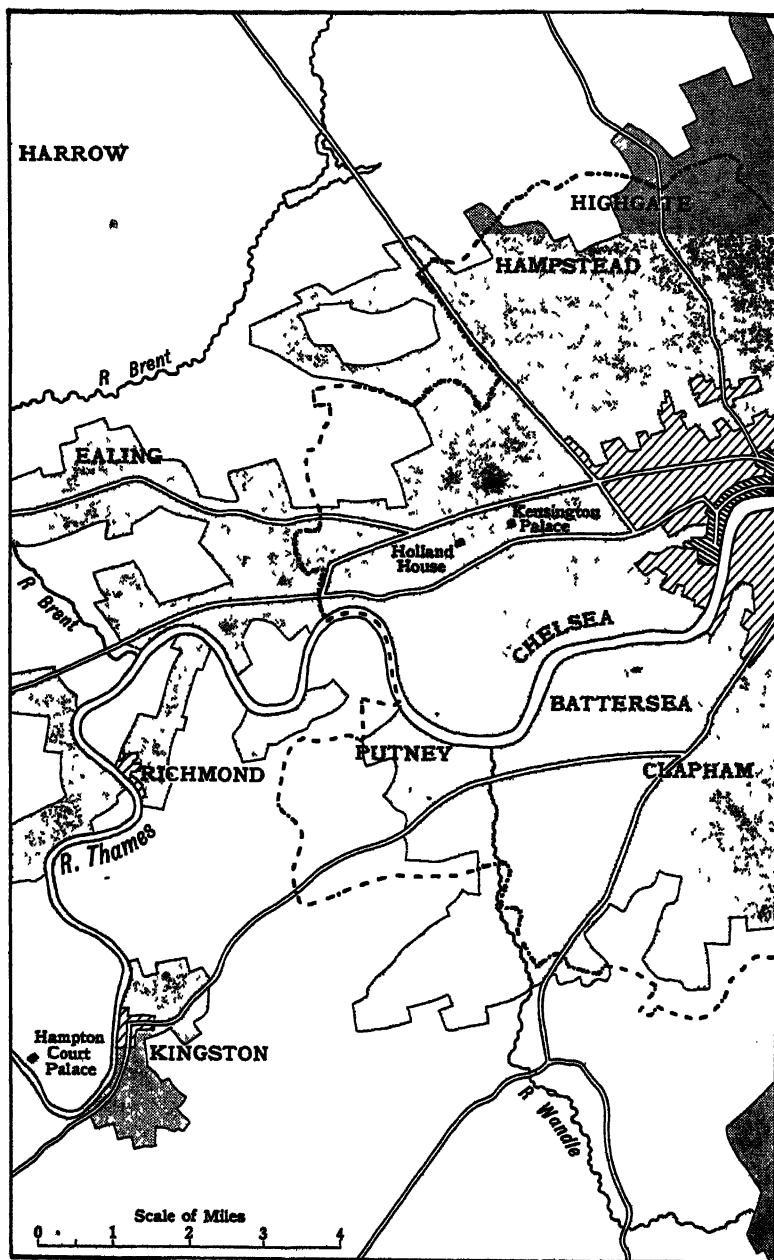 HARROW
HIGHGATE
HAMPSTEAD
R Brent
EALING
Kensington
Palace
Holland
House
R Brent
CHELSEA
BATTERSEA
PUTNEY
RICHMOND
CLAPHAM
R. Thames
Hampton
Court
Palace
KINGSTON
R Wandle
Scale of Miles
0 1 2 3 4